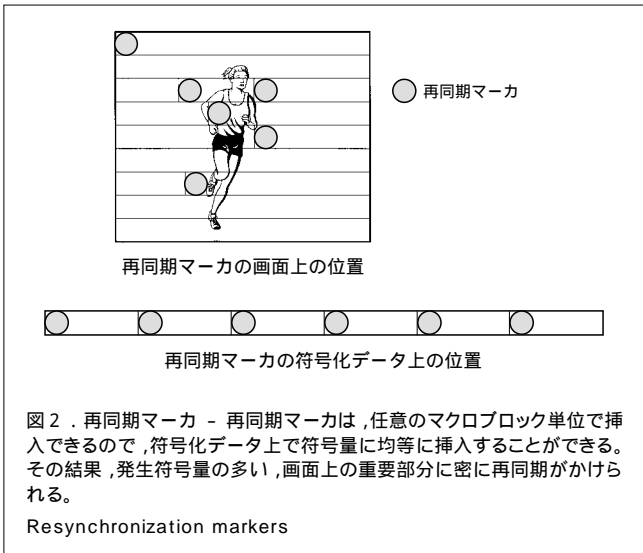 再同期マーカ
再同期マーカの画面上の位置
再同期マーカの符号化データ上の位置
図2．再同期マーカ － 再同期マーカは,任意のマクロブロック単位で挿
入できるので,符号化データ上で符号量に均等に挿入することができる。
その結果,発生符号量の多い,画面上の重要部分に密に再同期がかけら
れる。
Resynchronization markers